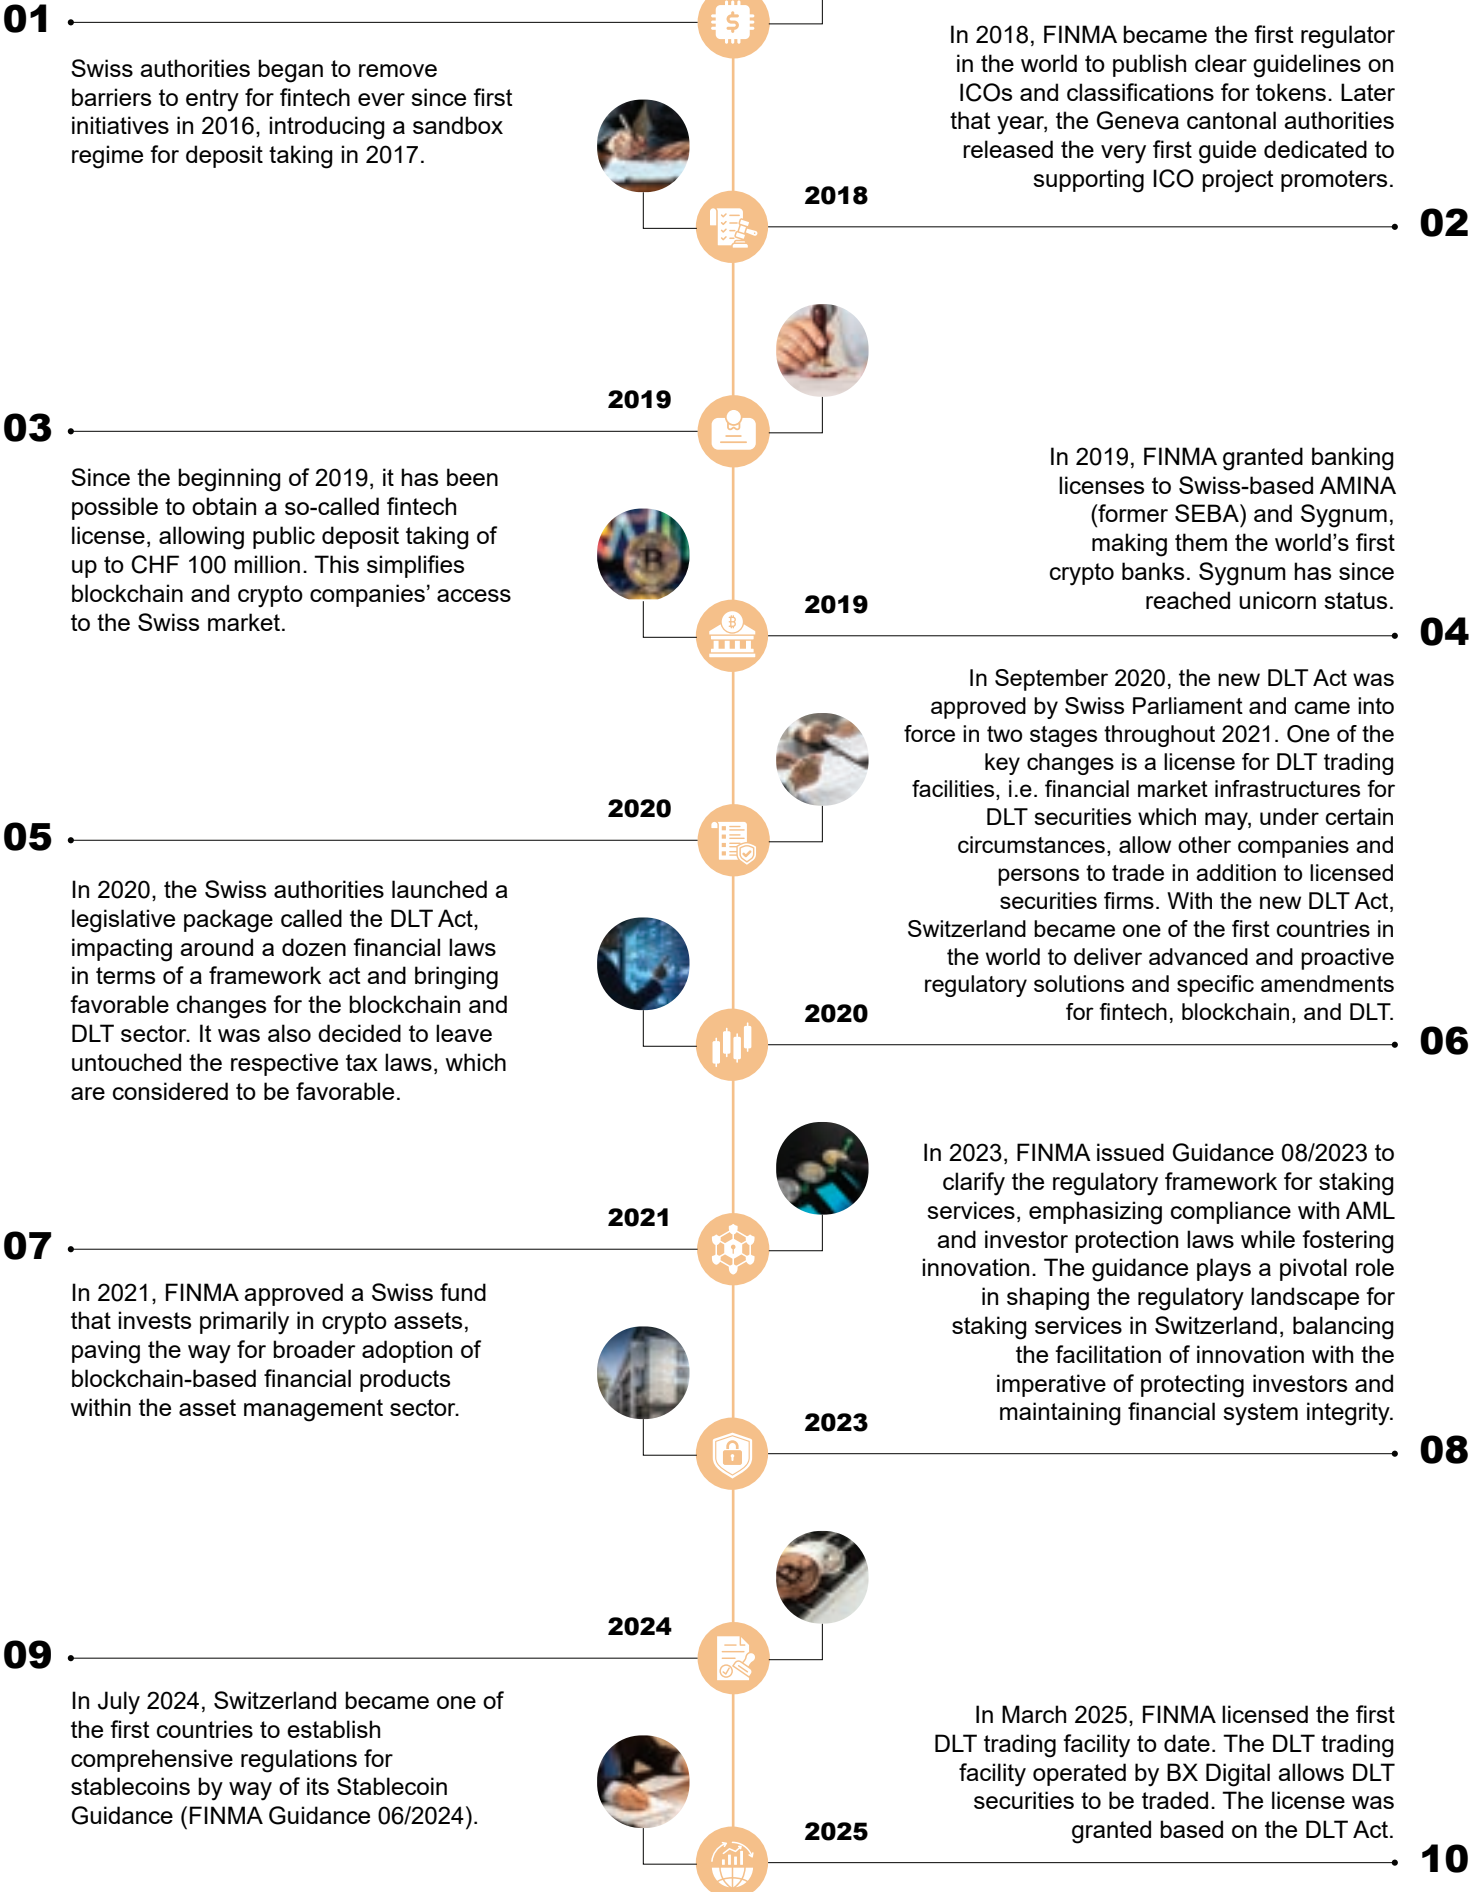 01
Swiss authorities began to remove
barriers to entry for fintech ever since first
initiatives in 2016, introducing a sandbox
regime for deposit taking in 2017.
In 2018, FINMA became the first regulator
in the world to publish clear guidelines on
ICOs and classifications for tokens. Later
that year, the Geneva cantonal authorities
released the very first guide dedicated to
supporting ICO project promoters.
2018
02
2019
03
Since the beginning of 2019, it has been
possible to obtain a so-called fintech
license, allowing public deposit taking of
up to CHF 100 million. This simplifies
blockchain and crypto companies’ access
to the Swiss market.
In 2019, FINMA granted banking
licenses to Swiss-based AMINA
(former SEBA) and Sygnum,
making them the world’s first
crypto banks. Sygnum has since
reached unicorn status.
2019
04
2020
05
In 2020, the Swiss authorities launched a
legislative package called the DLT Act,
impacting around a dozen financial laws
in terms of a framework act and bringing
favorable changes for the blockchain and
DLT sector. It was also decided to leave
untouched the respective tax laws, which
are considered to be favorable.
In September 2020, the new DLT Act was
approved by Swiss Parliament and came into
force in two stages throughout 2021. One of the
key changes is a license for DLT trading
facilities, i.e. financial market infrastructures for
DLT securities which may, under certain
circumstances, allow other companies and
persons to trade in addition to licensed
securities firms. With the new DLT Act,
Switzerland became one of the first countries in
the world to deliver advanced and proactive
regulatory solutions and specific amendments
for fintech, blockchain, and DLT.
2020
06
2021
07
In 2021, FINMA approved a Swiss fund
that invests primarily in crypto assets,
paving the way for broader adoption of
blockchain-based financial products
within the asset management sector.
In 2023, FINMA issued Guidance 08/2023 to
clarify the regulatory framework for staking
services, emphasizing compliance with AML
and investor protection laws while fostering
innovation. The guidance plays a pivotal role
in shaping the regulatory landscape for
staking services in Switzerland, balancing
the facilitation of innovation with the
imperative of protecting investors and
maintaining financial system integrity.
2023
08
2024
09
In July 2024, Switzerland became one of
the first countries to establish
comprehensive regulations for
stablecoins by way of its Stablecoin
Guidance (FINMA Guidance 06/2024).
In March 2025, FINMA licensed the first
DLT trading facility to date. The DLT trading
facility operated by BX Digital allows DLT
securities to be traded. The license was
granted based on the DLT Act.
2025
10